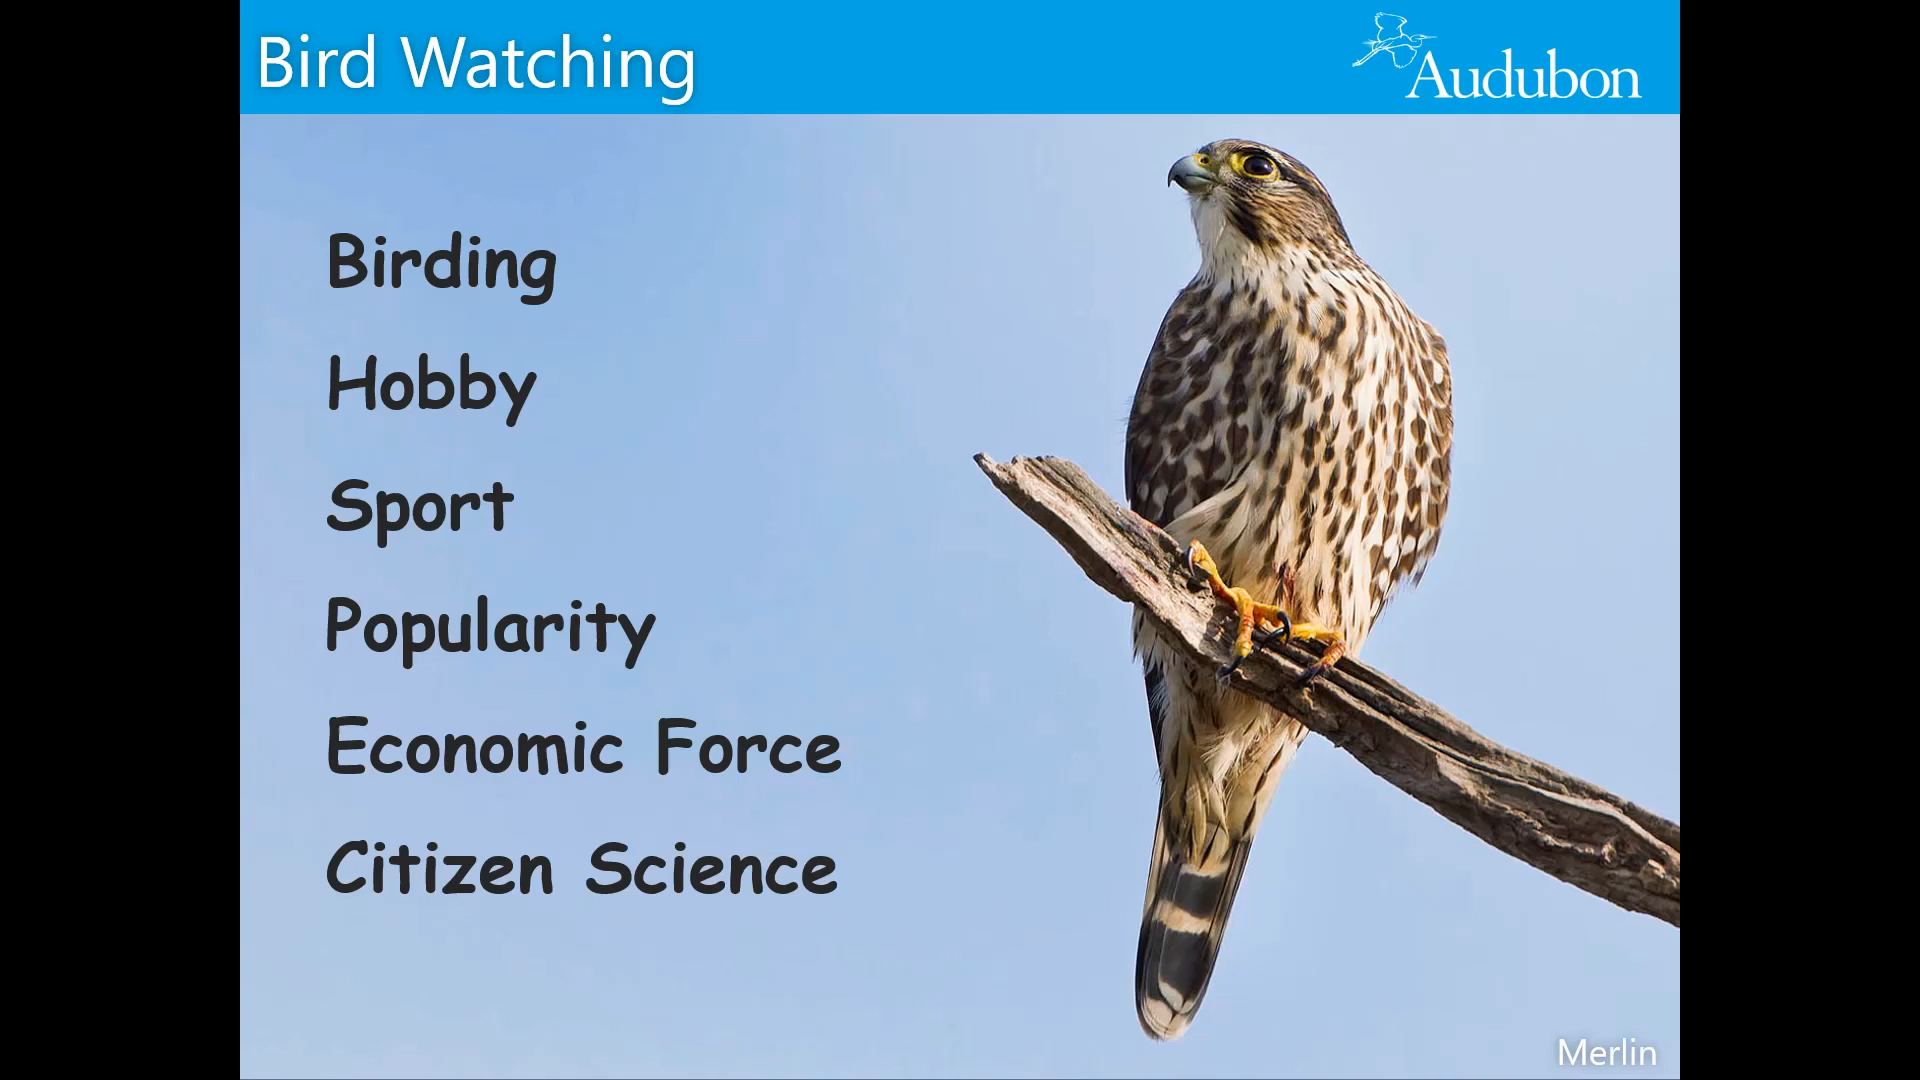 Bird Watching
Audubon
Birding
Hobby
Sport
Popularity
Economic Force
Citizen Science
Merlin